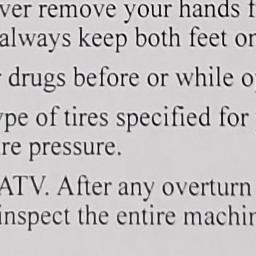 ver remove your hands f
always keep both feet on
drugs before or while o
ype of tires specified for
re pressure.
ATV. After any overturn
inspect the entire machin